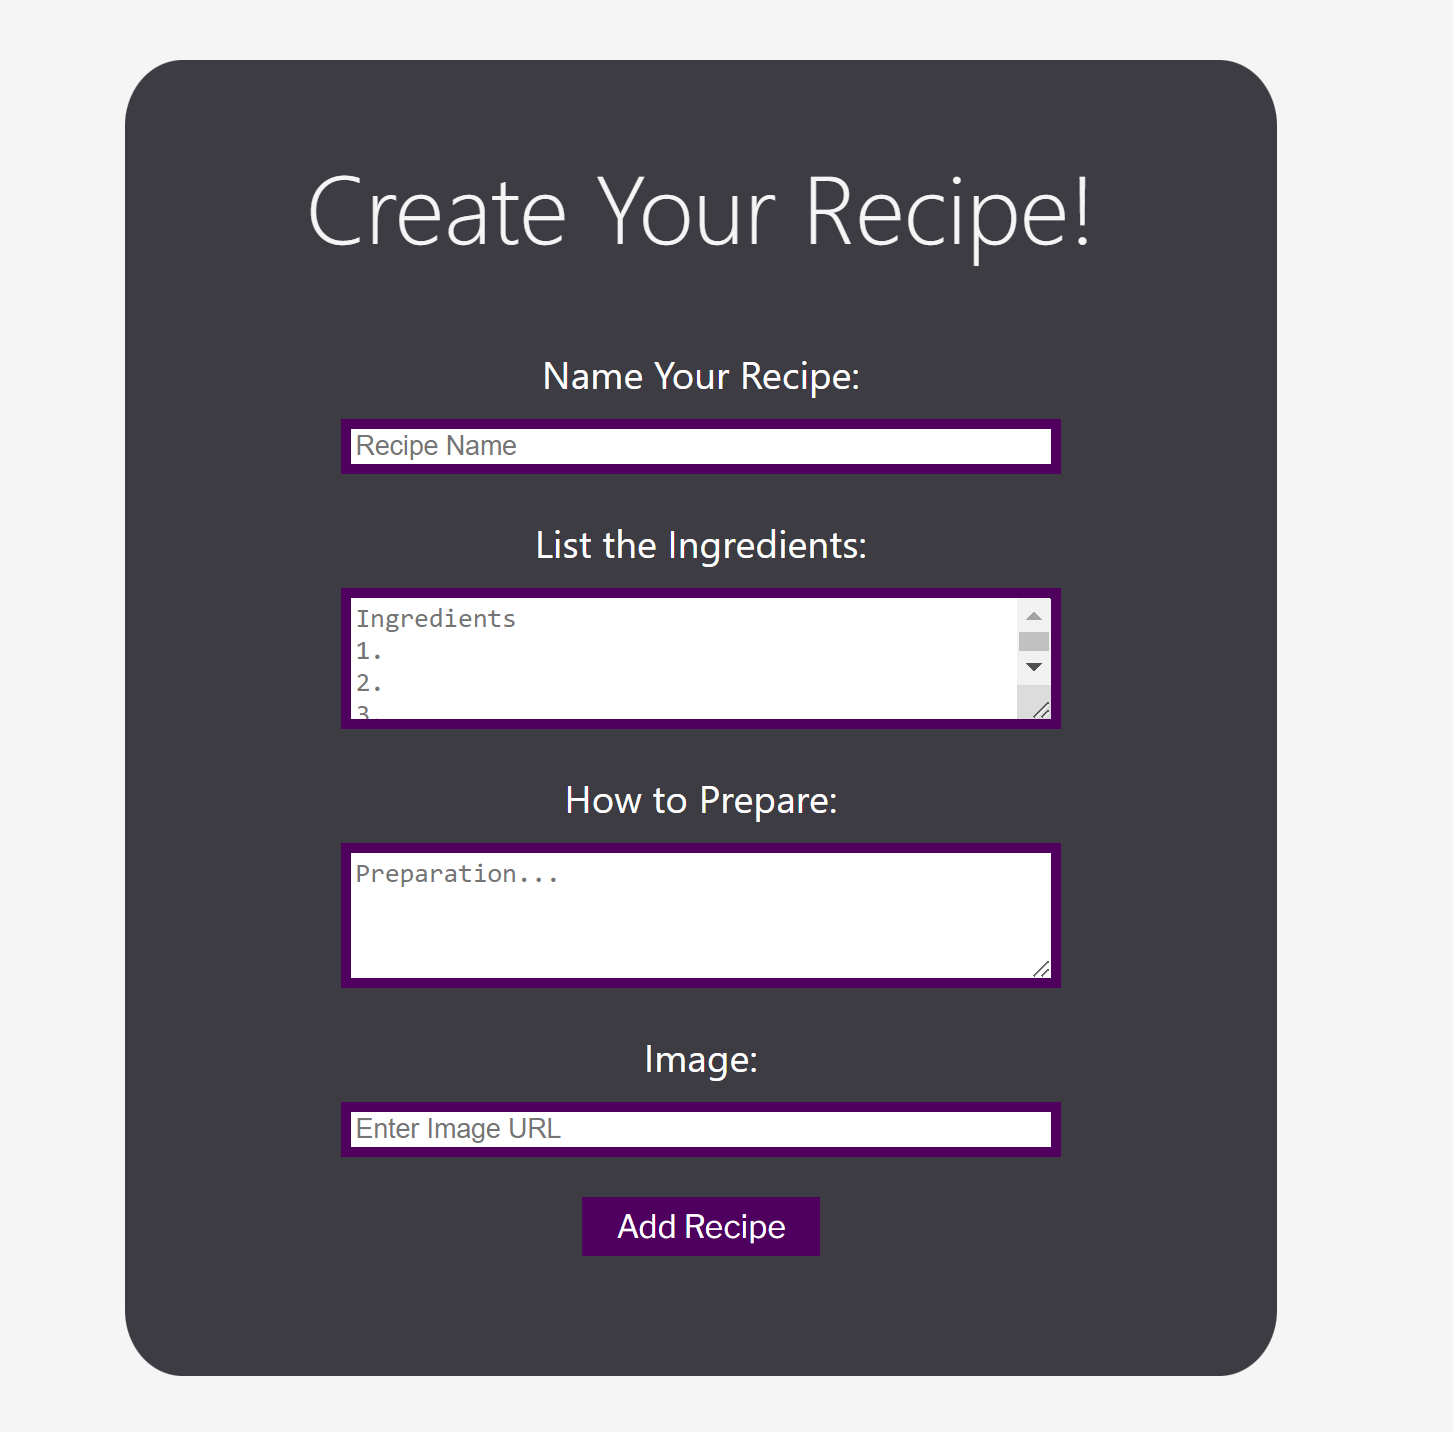 Create Your Recipe!
Name Your Recipe:
Recipe Name
List the Ingredients:
Ingredients
1.
2.
3.
How to Prepare:
Preparation...
Image:
Enter Image URL
Add Recipe